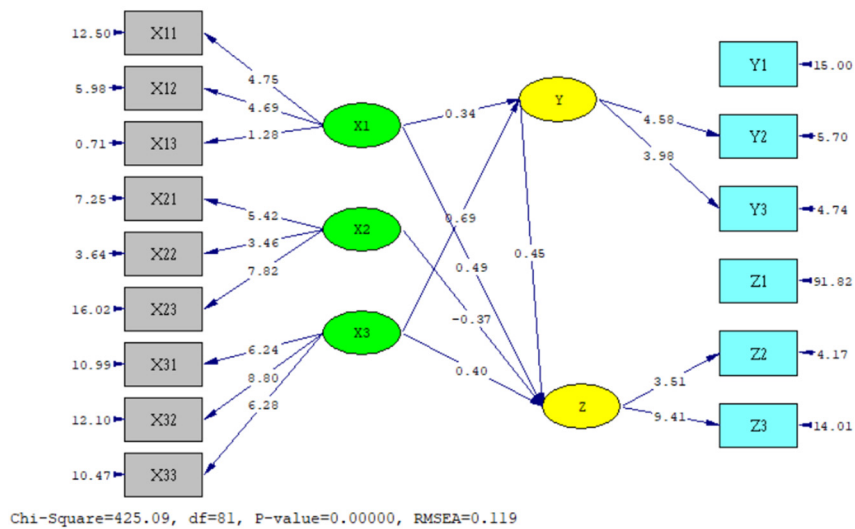 12.50 X11
5.98 X12
0.71 X13
7.25 X21
3.64 X22
16.02 X23
10.99 X31
12.10 X32
10.47 X33
4.75
4.69
1.28
5.42
3.46
7.82
6.24
8.80
6.28
X1
X2
X3
0.34
0.69
0.49
0.45
-0.37
0.40
Y
Z
4.58
3.98
3.51
9.41
Y1 15.00
Y2 5.70
Y3 4.74
Z1 91.82
Z2 4.17
Z3 14.01
Chi-Square=425.09, df=81, P-value=0.00000, RMSEA=0.119